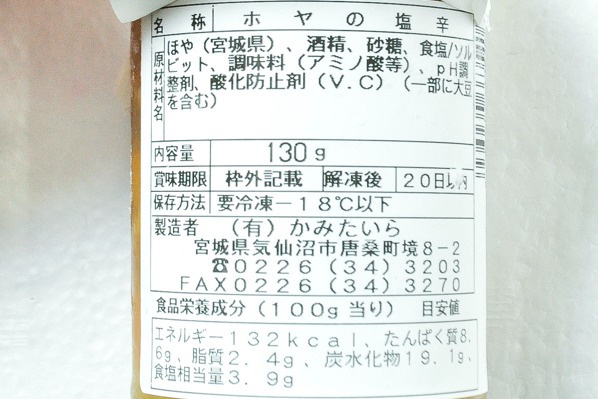 名称 ホヤの塩辛
原材料名 ほや（宮城県）、酒精、砂糖、食塩/ソル
ビット、調味料（アミノ酸等）、pH調
整剤、酸化防止剤（V.C）（一部に大豆
を含む）
内容量 130g
賞味期限 枠外記載 解凍後 20日以内
保存方法 要冷凍－18℃以下
製造者 （有）かみたいら
宮城県気仙沼市唐桑町境8-2
☎0226（34）3203
FAX0226（34）3270
食品栄養成分（100g当り） 目安値
エネルギー132kcal、たんぱく質8.
6g、脂質2.4g、炭水化物19.1g、
食塩相当量3.9g